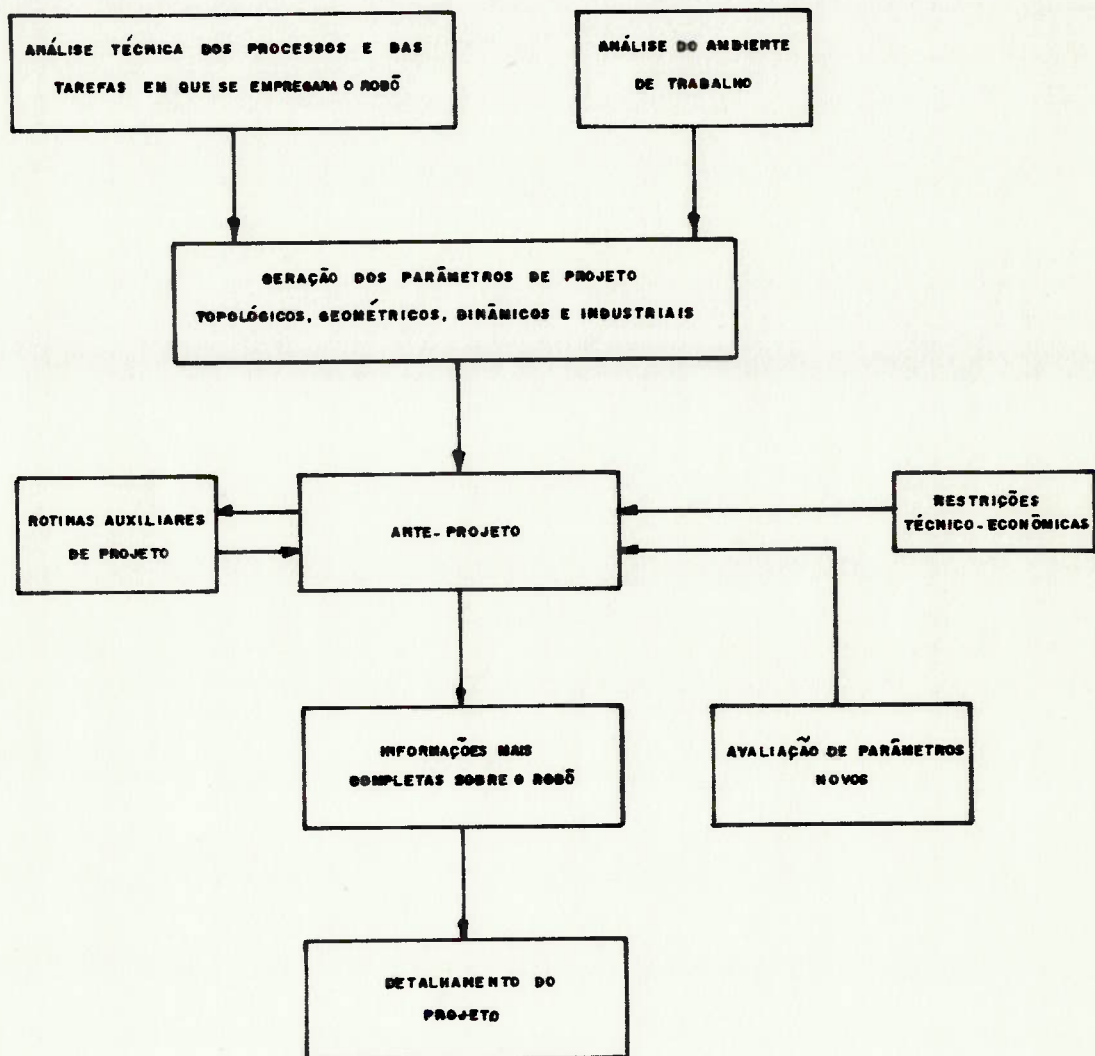 ANÁLISE TÉCNICA DOS PROCESSOS E DAS
TAREFAS EM QUE SE EMPREGARA O ROBÔ
ANÁLISE DO AMBIENTE
DE TRABALHO
GERAÇÃO DOS PARÂMETROS DE PROJETO
TOPOLÓGICOS, GEOMÉTRICOS, DINÂMICOS E INDUSTRIAIS
ROTINAS AUXILIARES
DE PROJETO
ANTE-PROJETO
RESTRIÇÕES
TÉCNICO-ECONÔMICAS
INFORMAÇÕES MAIS
COMPLETAS SOBRE O ROBÔ
AVALIAÇÃO DE PARÂMETROS
NOVOS
DETALHAMENTO DO
PROJETO